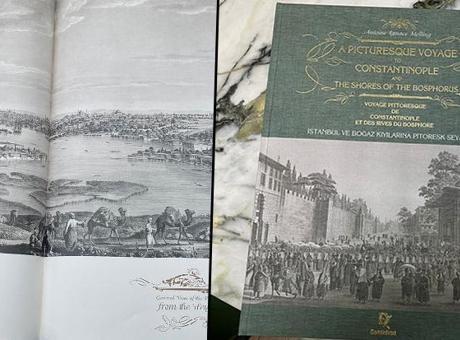 General View of the
from the
Antoine Ignace Melling
A PICTURESQUE VOYAGE
TO
CONSTANTINOPLE
AND
THE SHORES OF THE BOSPHORUS
VOYAGE PITTORESQUE
DE
CONSTANTINOPLE
ET DES RIVES DU BOSPHORE
ISTANBUL VE BOĞAZ KIYILARINA PİTORESK SEY